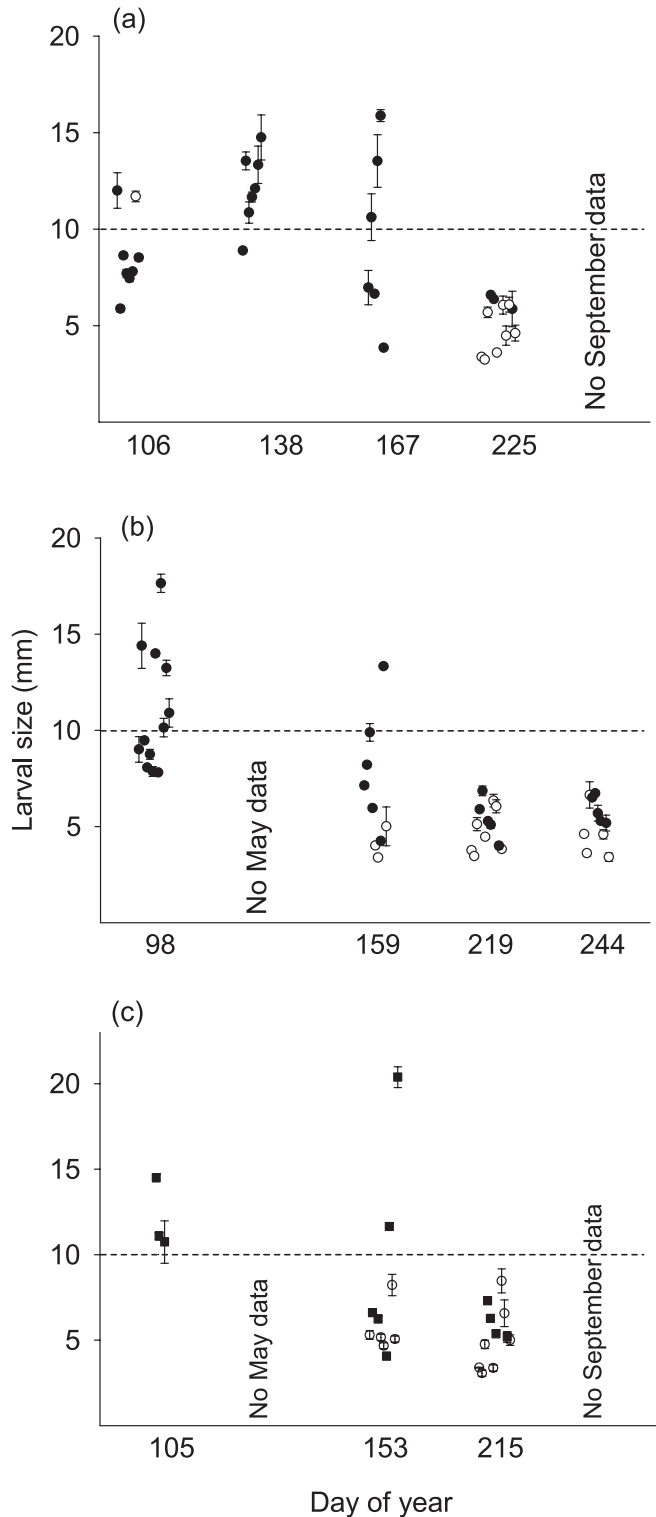 (a)
20
15
10
5
No September data
106 138 167 225
(b)
20
15
10
5
Larval size (mm)
No May data
98 159 219 244
(c)
20
15
10
5
No May data
No September data
105 153 215
Day of year